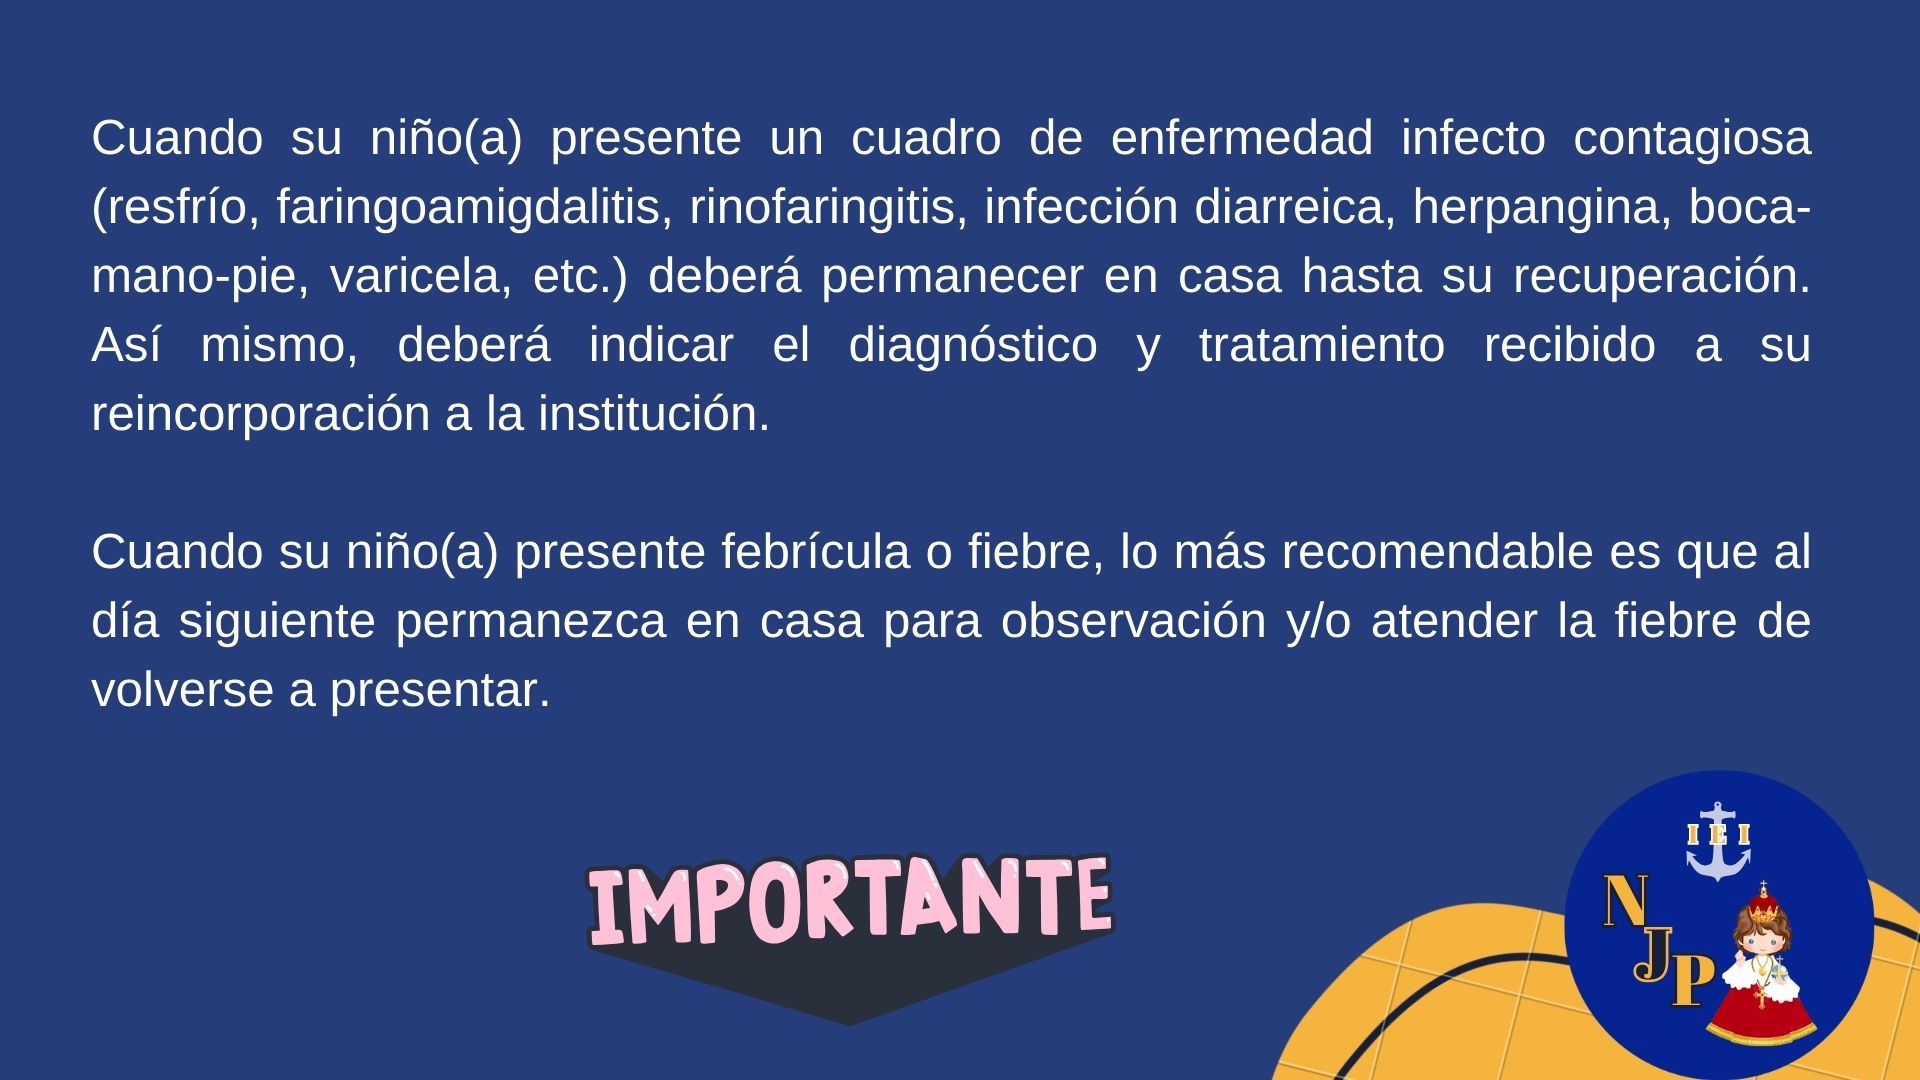 Cuando su niño(a) presente un cuadro de enfermedad infecto contagiosa
(resfrío, faringoamigdalitis, rinofaringitis, infección diarreica, herpangina, boca-
mano-pie, varicela, etc.) deberá permanecer en casa hasta su recuperación.
Así mismo, deberá indicar el diagnóstico y tratamiento recibido a su
reincorporación a la institución.
Cuando su niño(a) presente febrícula o fiebre, lo más recomendable es que al
día siguiente permanezca en casa para observación y/o atender la fiebre de
volverse a presentar.
IMPORTANTE
I E I
N
J
P